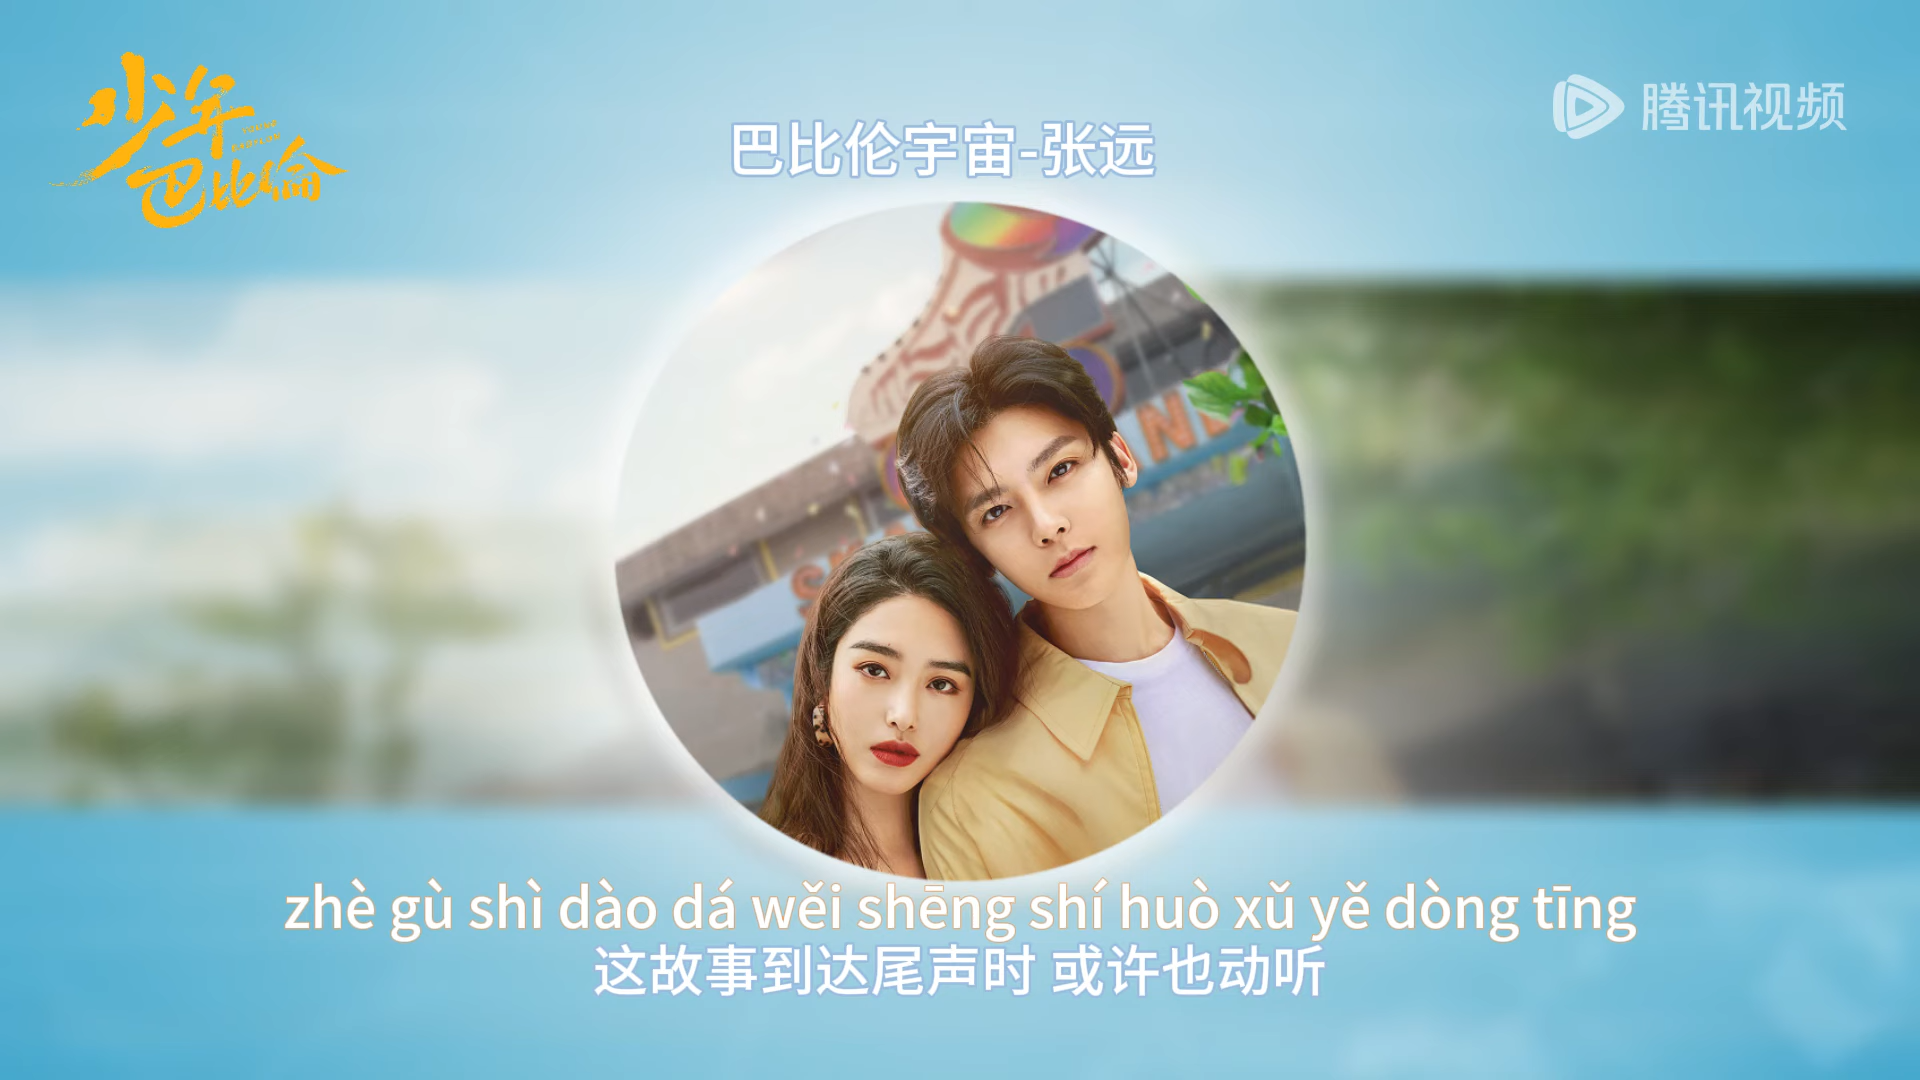 少年
巴比伦
腾讯视频
巴比伦宇宙-张远
zhè gù shì dào dá wěi shēng shí huò xǔ yě dòng tīng
这故事到达尾声时 或许也动听